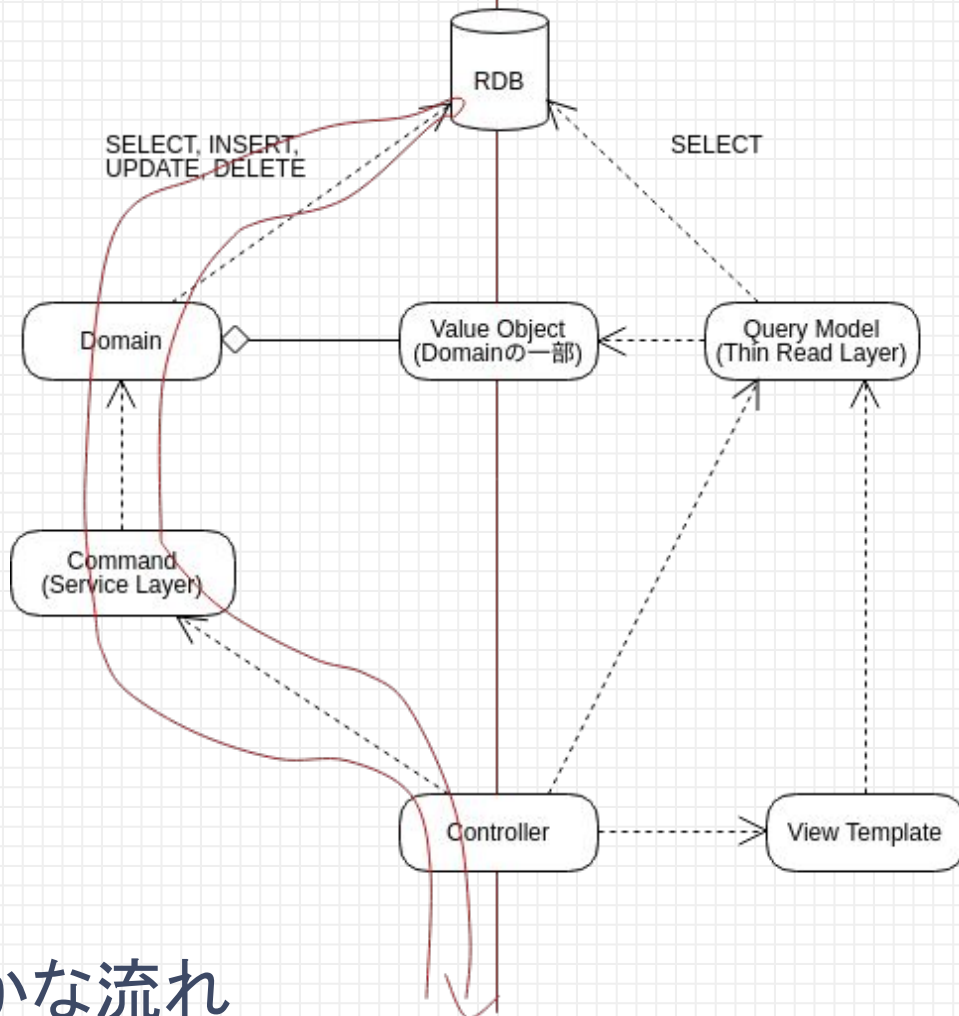 RDB
SELECT, INSERT,
UPDATE, DELETE
SELECT
Domain
Value Object
(Domainの一部)
Query Model
(Thin Read Layer)
Command
(Service Layer)
Controller
View Template
かな流れ